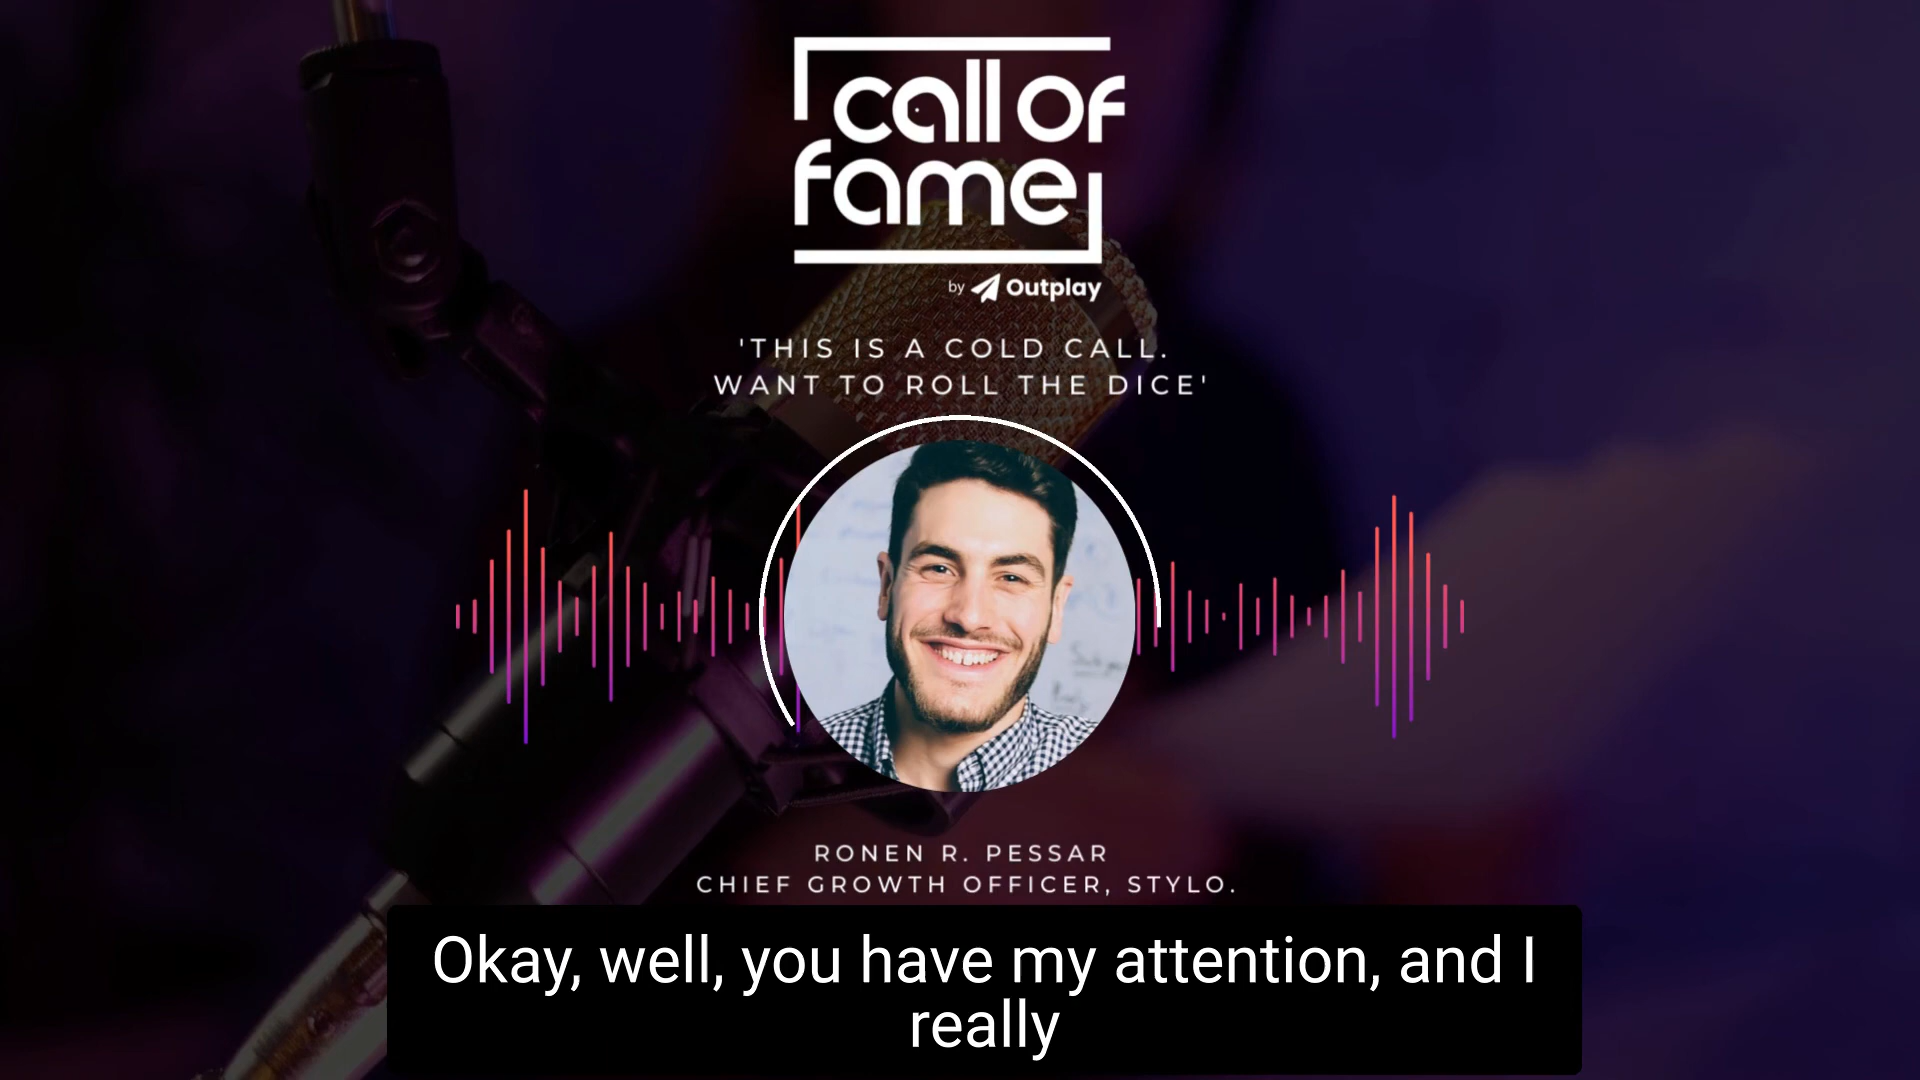 call of
fame
by Outplay
'THIS IS A COLD CALL.
WANT TO ROLL THE DICE'
RONEN R. PESSAR
CHIEF GROWTH OFFICER, STYLO.
Okay, well, you have my attention, and I
really